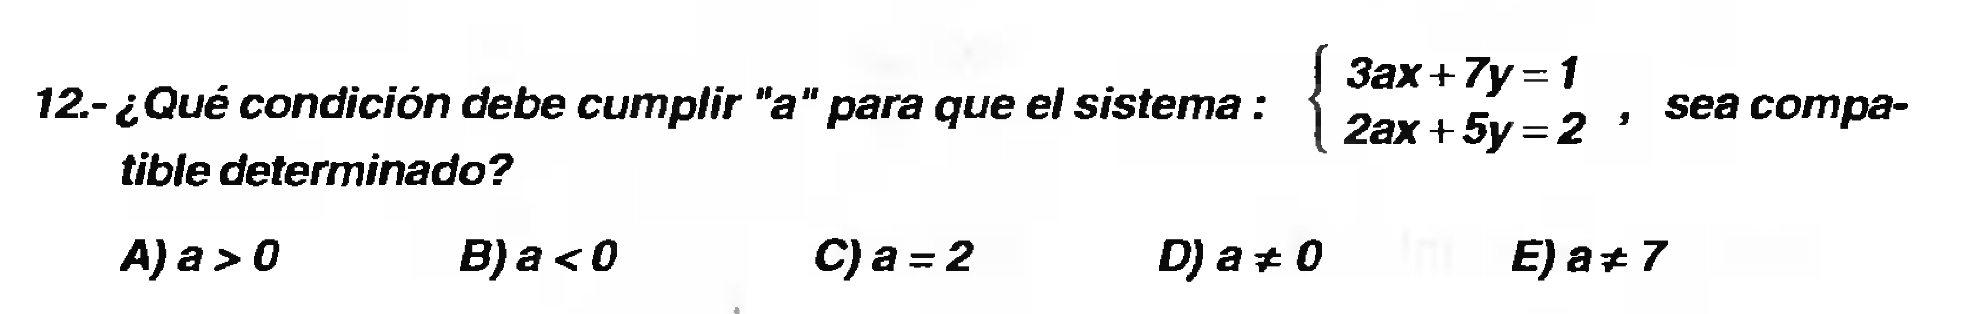 12.- ¿Qué condición debe cumplir "a" para que el sistema : { 3ax + 7y = 1
2ax + 5y = 2 , sea compa-
tible determinado?
A) a > 0 B) a < 0 C) a = 2 D) a ≠ 0 E) a ≠ 7